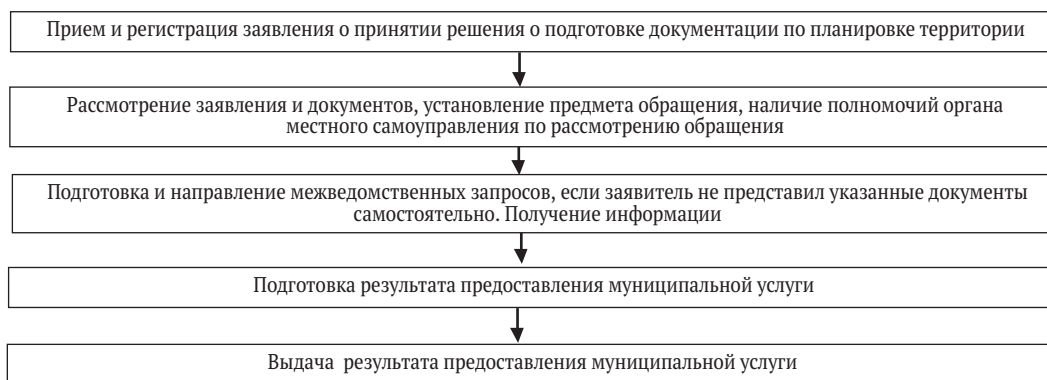 Прием и регистрация заявления о принятии решения о подготовке документации по планировке территории
Рассмотрение заявления и документов, установление предмета обращения, наличие полномочий органа
местного самоуправления по рассмотрению обращения
Подготовка и направление межведомственных запросов, если заявитель не представил указанные документы
самостоятельно. Получение информации
Подготовка результата предоставления муниципальной услуги
Выдача результата предоставления муниципальной услуги